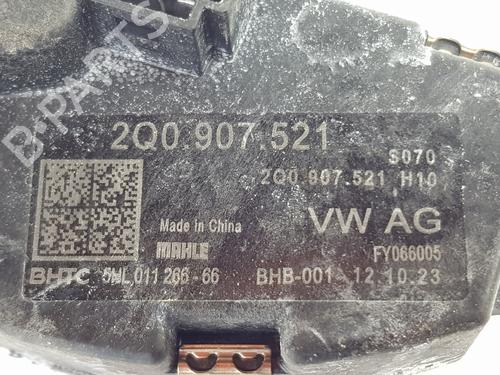 B-PARTS
2Q0.907.521
S070
2Q0.907.521 H10
Made in China
VW AG
MAHLE
FY066005
BHTC 5WL 011 266-66 BHB-001 12.10.23